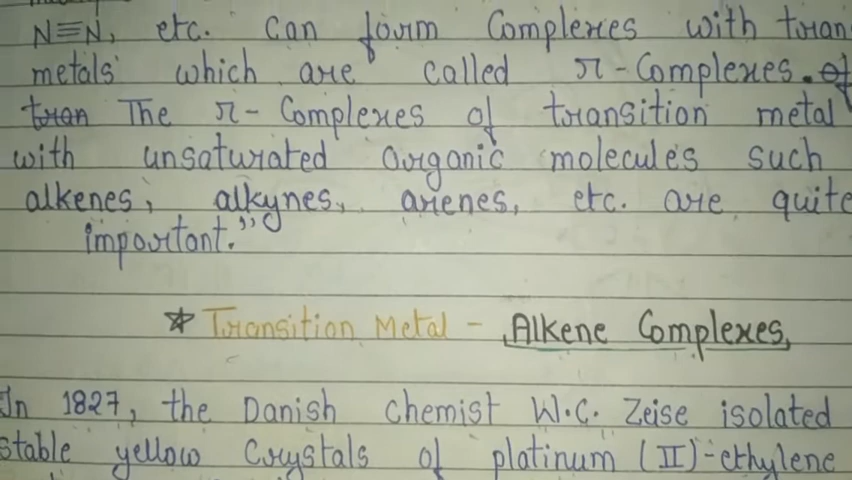 N≡N, etc. can form Complexes with tran
metals which are called π-Complexes. of
tran The π-Complexes of transition metal
with unsaturated organic molecules such
alkenes, alkynes, arenes, etc. are quite
important.”
* Transition Metal - Alkene Complexes,
In 1827, the Danish chemist W.C. Zeise isolated
stable yellow Crystals of platinum (II)-ethylene